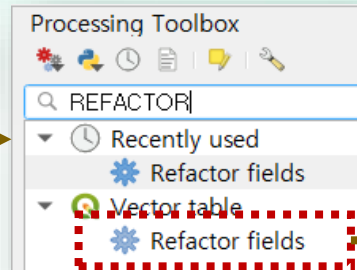 Processing Toolbox
REFACTOR
Recently used
Refactor fields
Vector table
Refactor fields